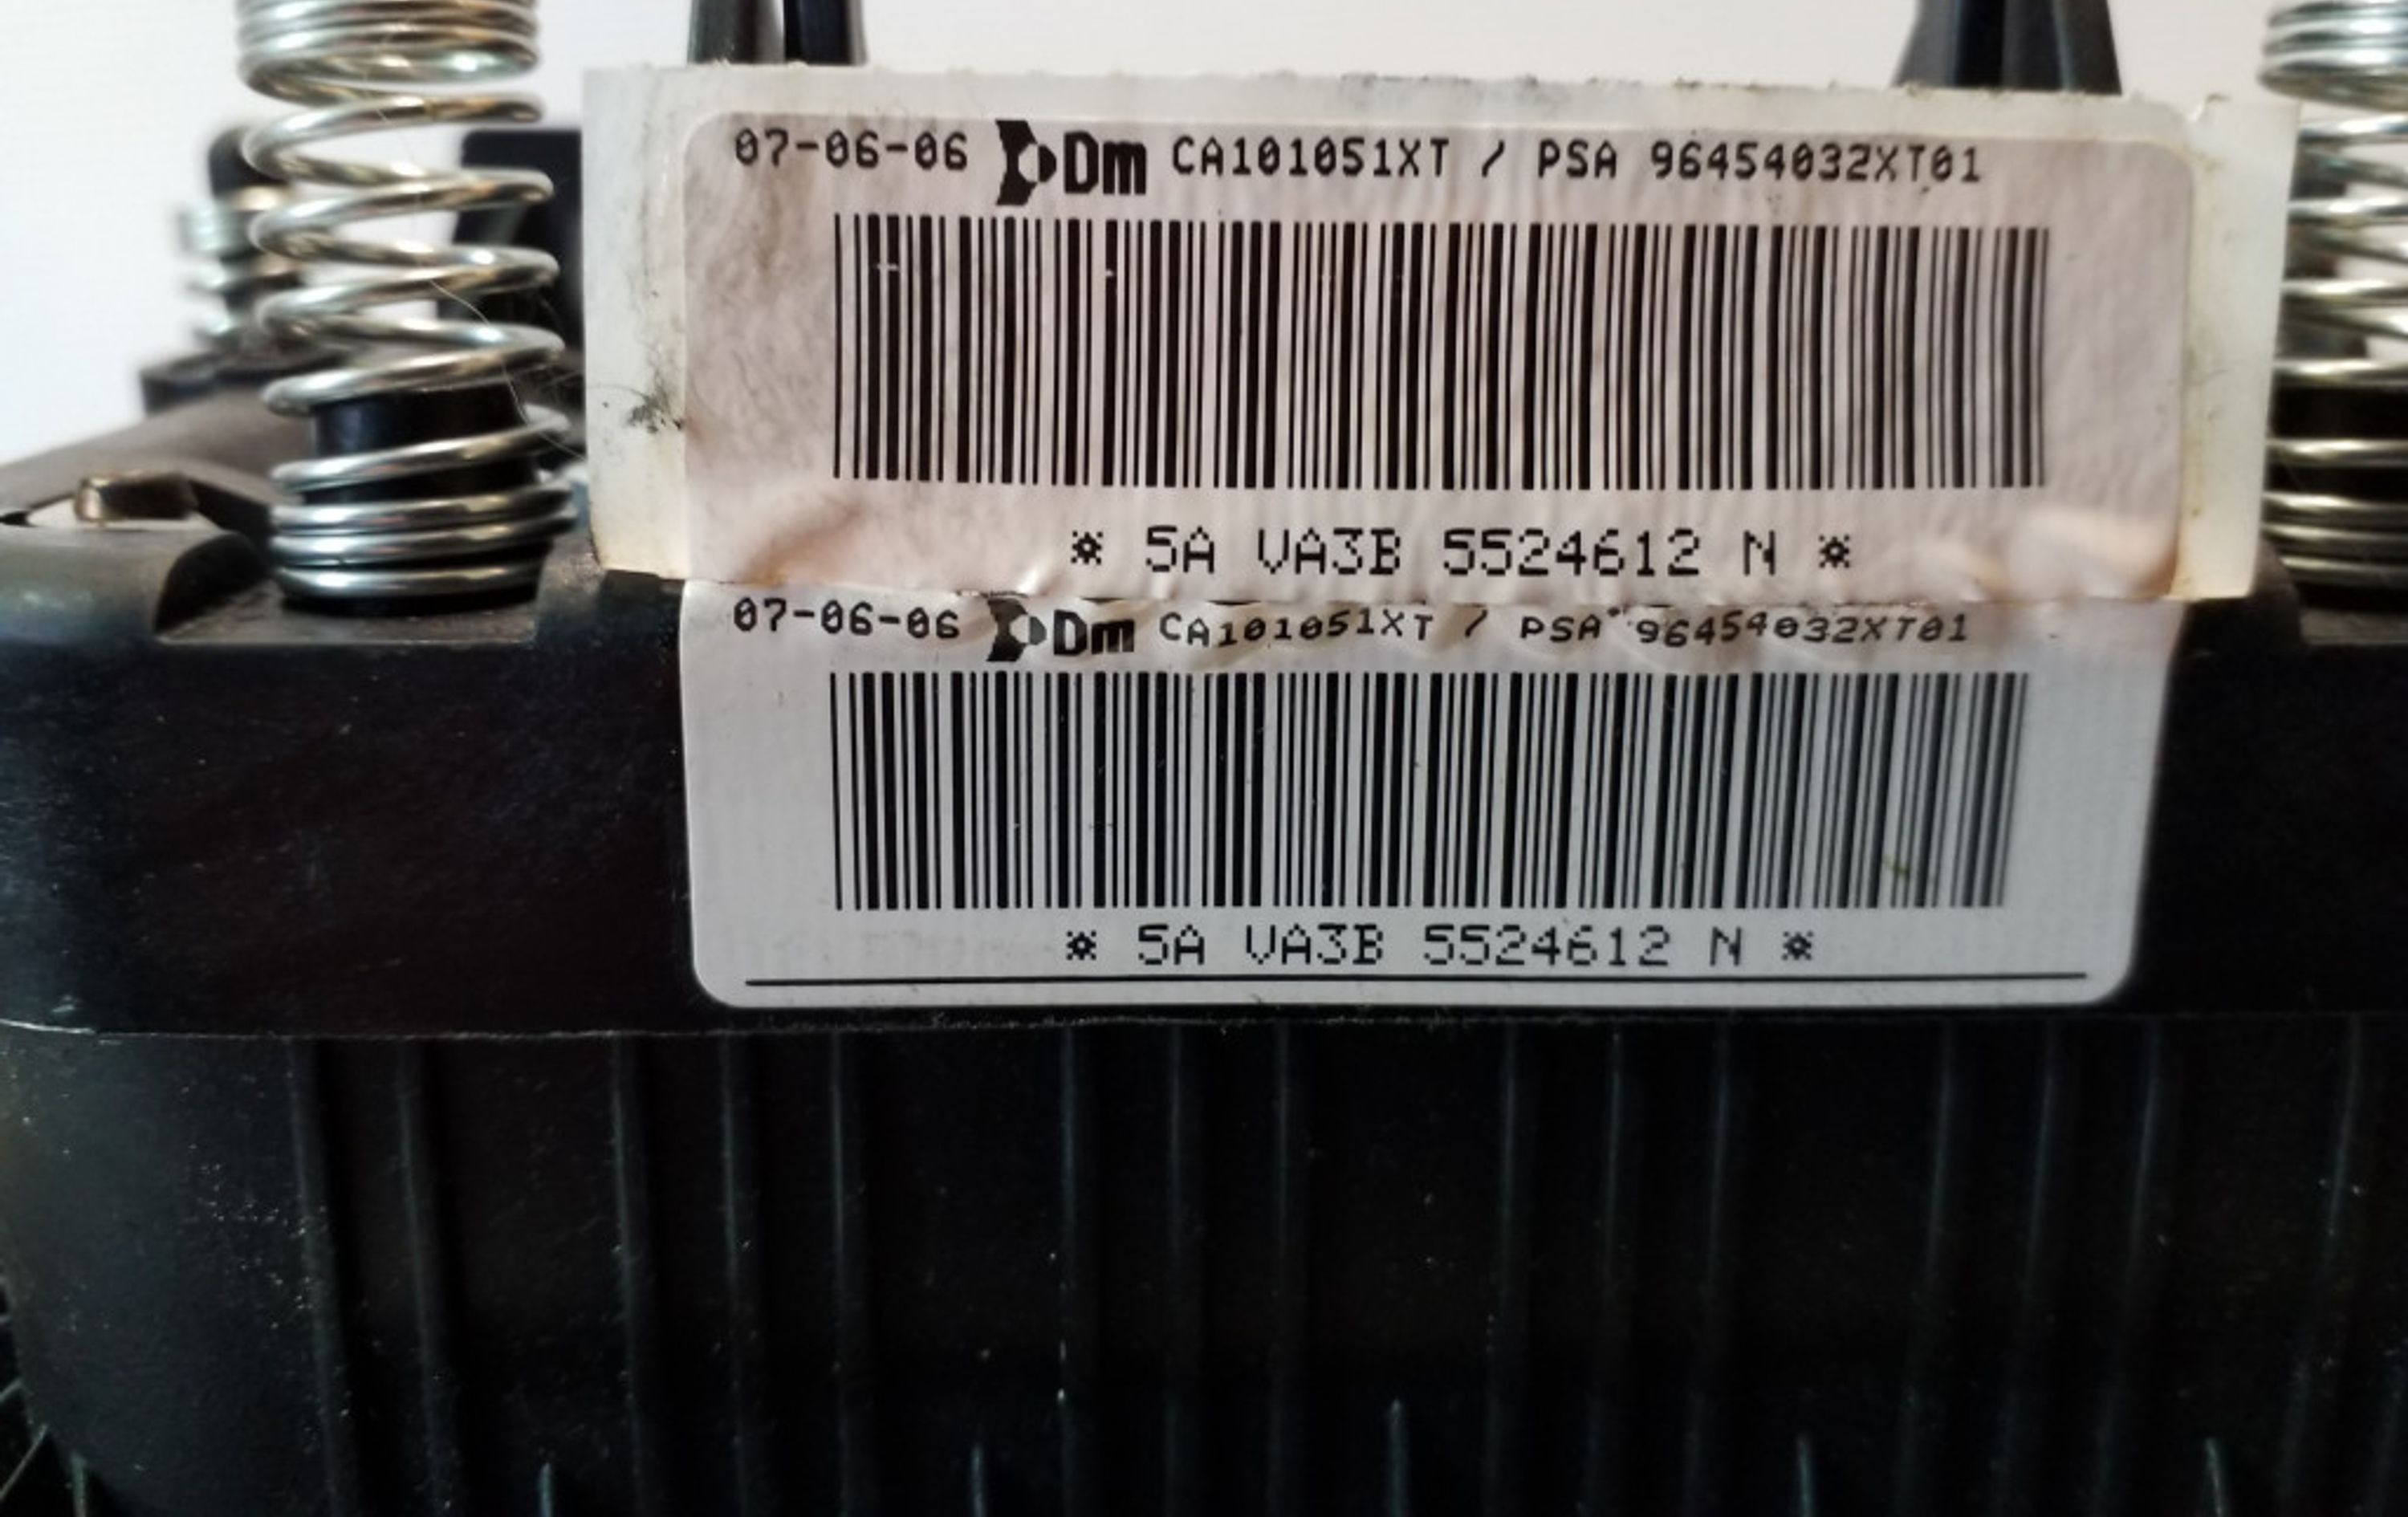 07-06-06 Dm CA101051XT / PSA 96454032XT01
* 5A VA3B 5524612 N *
07-06-06 Dm CA101051XT / PSA 96454032XT01
* 5A VA3B 5524612 N *